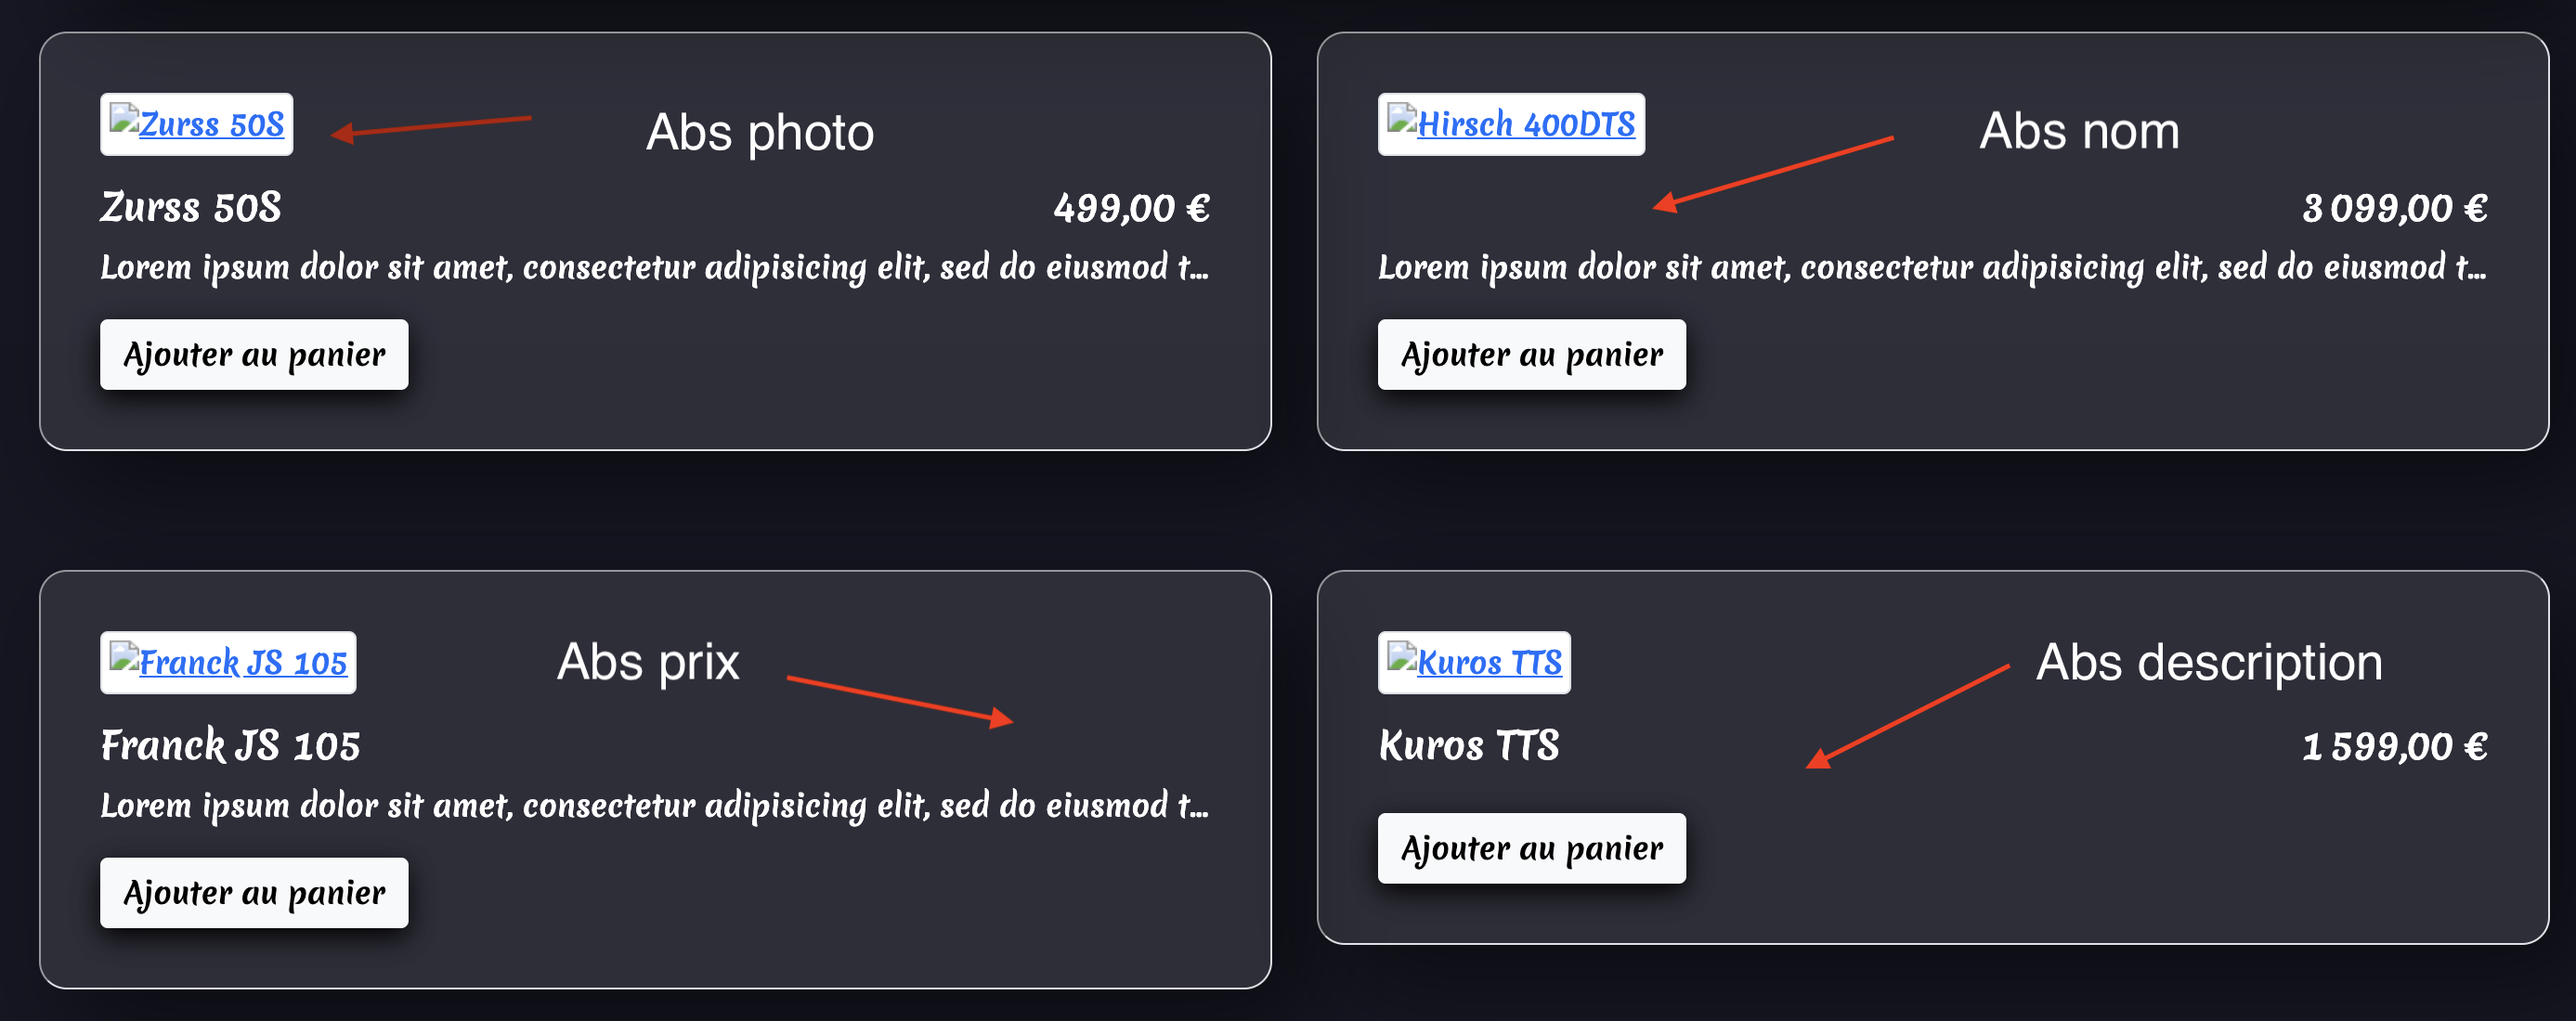 Zurss 50S
Abs photo
Zurss 50S 499,00 €
Lorem ipsum dolor sit amet, consectetur adipisicing elit, sed do eiusmod t...
Ajouter au panier
Hirsch 400DTS
Abs nom
3 099,00 €
Lorem ipsum dolor sit amet, consectetur adipisicing elit, sed do eiusmod t...
Ajouter au panier
Franck JS 105
Abs prix
Franck JS 105
Lorem ipsum dolor sit amet, consectetur adipisicing elit, sed do eiusmod t...
Ajouter au panier
Kuros TTS
Abs description
Kuros TTS 1 599,00 €
Ajouter au panier